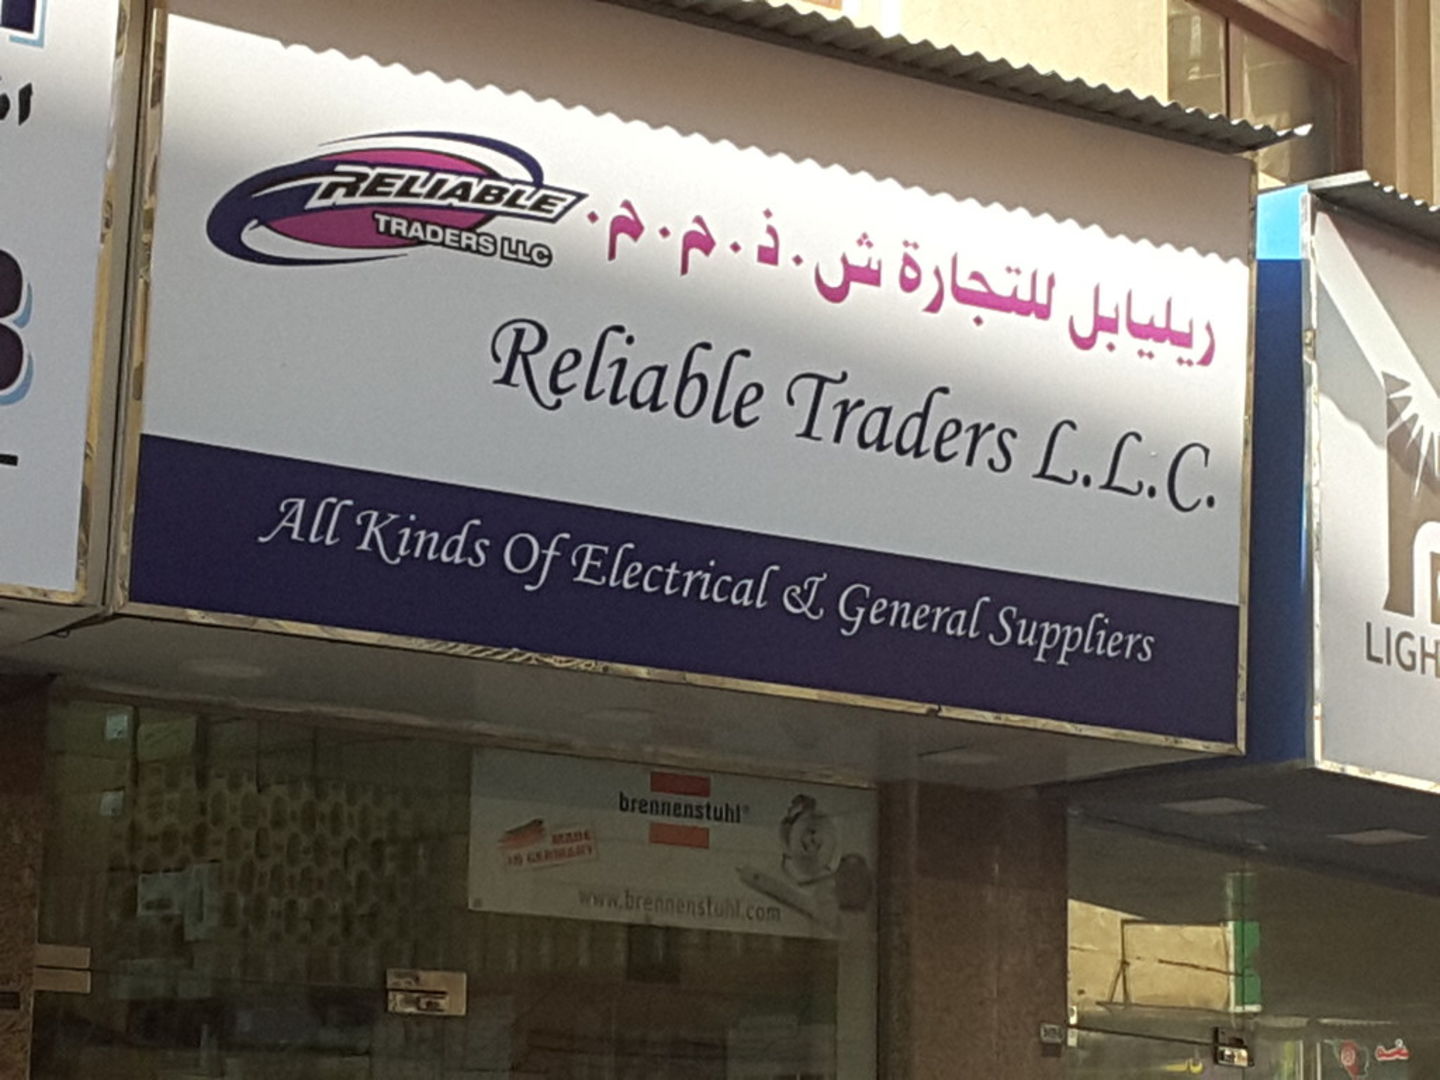 RELIABLE
TRADERS LLC
ريليابل للتجارة ش.ذ.م.م.
Reliable Traders L.L.C.
All Kinds Of Electrical & General Suppliers
brennenstuhl®
MADE
IN GERMANY
www.brennenstuhl.com
LIGH